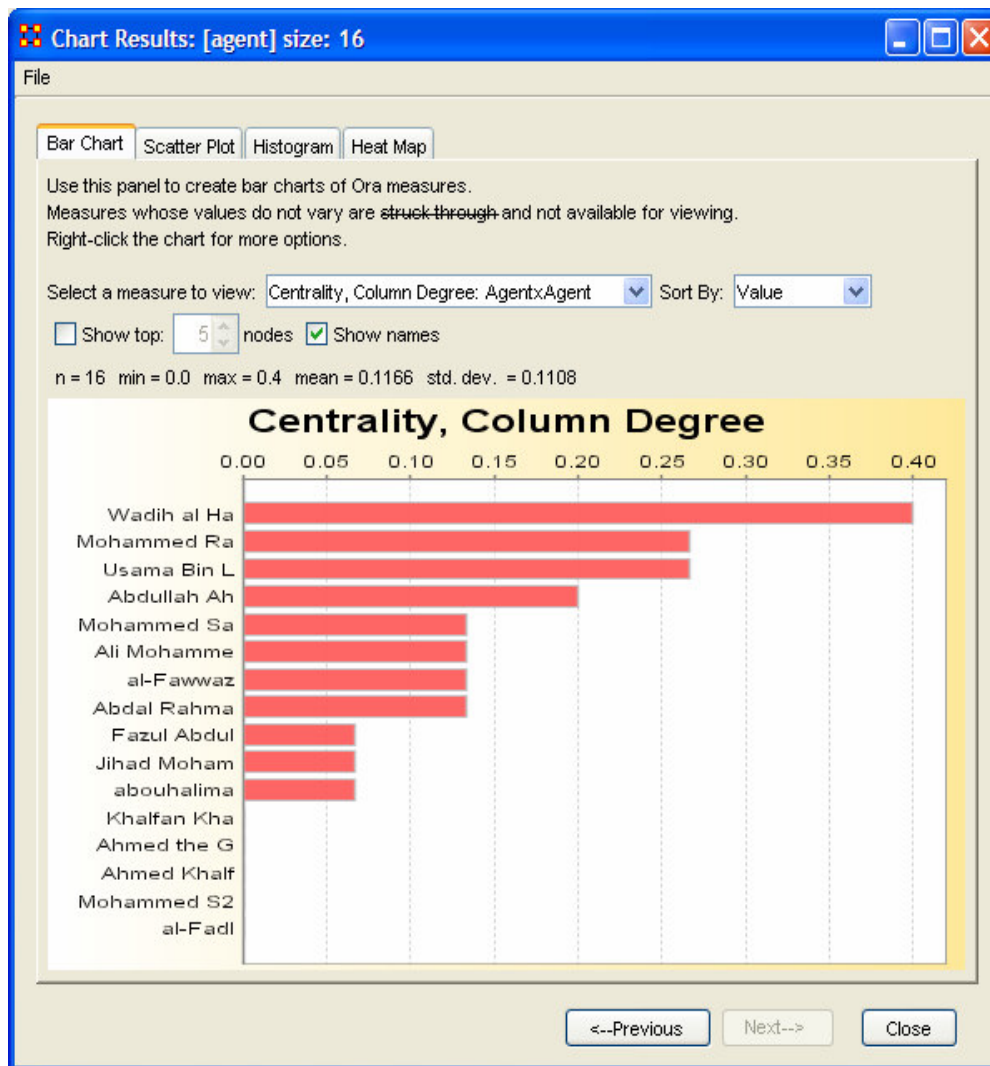 Chart Results: [agent] size: 16
File
Bar Chart Scatter Plot Histogram Heat Map
Use this panel to create bar charts of Ora measures.
Measures whose values do not vary are struck through and not available for viewing.
Right-click the chart for more options.
Select a measure to view: Centrality, Column Degree: AgentxAgent Sort By: Value
Show top: 5 nodes Show names
n = 16 min = 0.0 max = 0.4 mean = 0.1166 std. dev. = 0.1108
Centrality, Column Degree
0.00 0.05 0.10 0.15 0.20 0.25 0.30 0.35 0.40
Wadih al Ha
Mohammed Ra
Usama Bin L
Abdullah Ah
Mohammed Sa
Ali Mohamme
al-Fawwaz
Abdal Rahma
Fazul Abdul
Jihad Moham
abouhalima
Khalfan Kha
Ahmed the G
Ahmed Khalf
Mohammed S2
al-Fadl
<--Previous Next--> Close